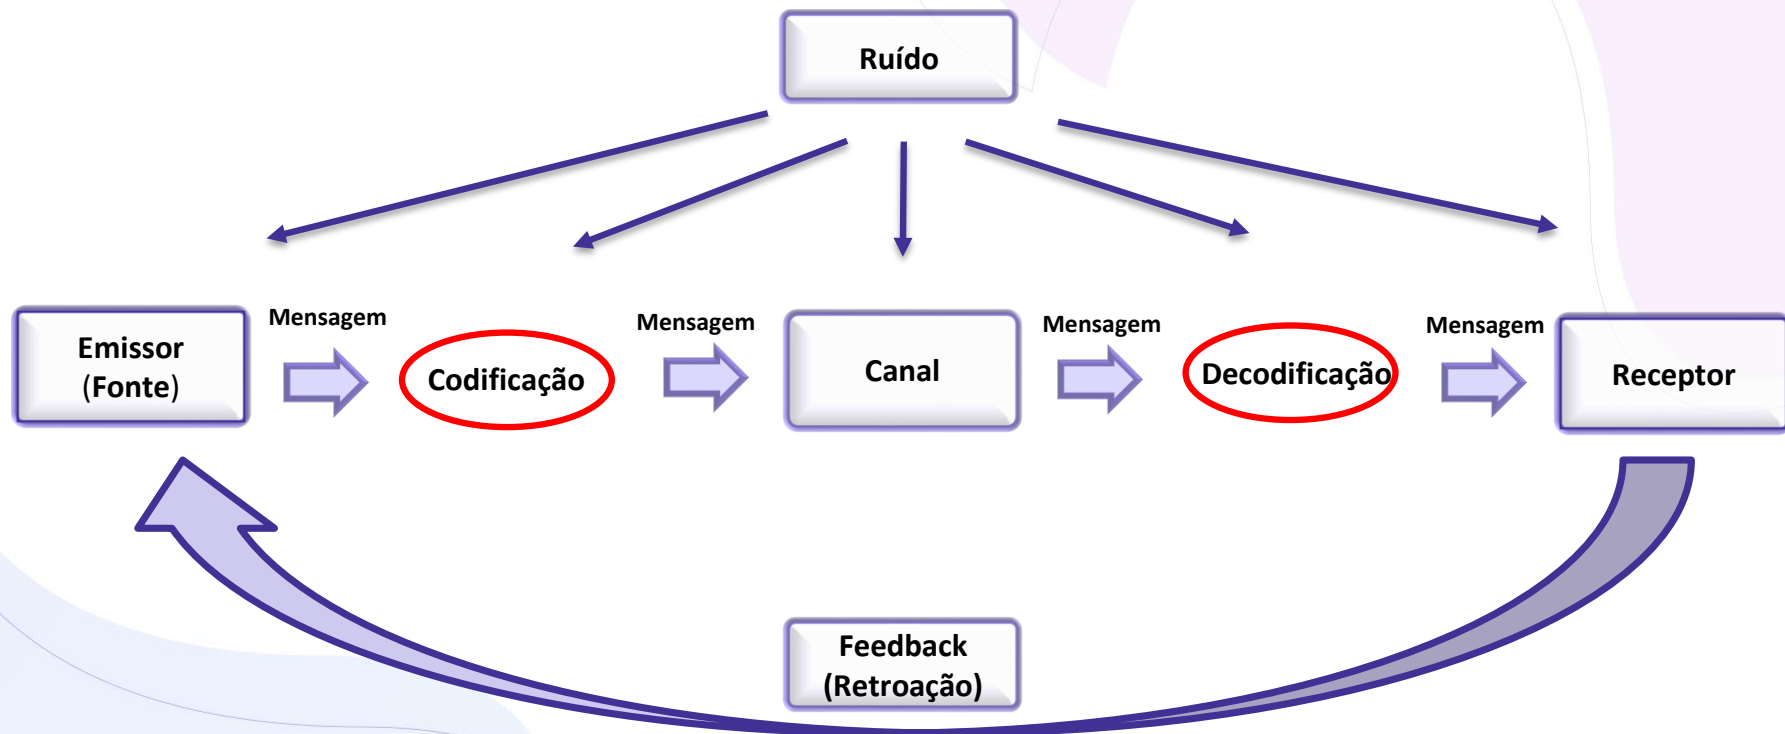 Ruído
Mensagem
Mensagem
Mensagem
Mensagem
Emissor
(Fonte)
Codificação
Canal
Decodificação
Receptor
Feedback
(Retroação)